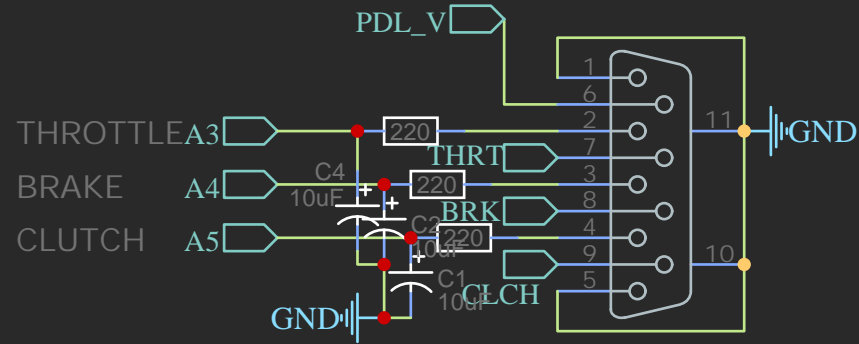 PDL_V
1
6
THROTTLE A3 220 2 11 GND
THRT 7
BRAKE A4 C4 10uF 220 3
BRK 8
CLUTCH A5 C2 10uF 220 4
CLCH 9 10
C1 10uF 5
GND